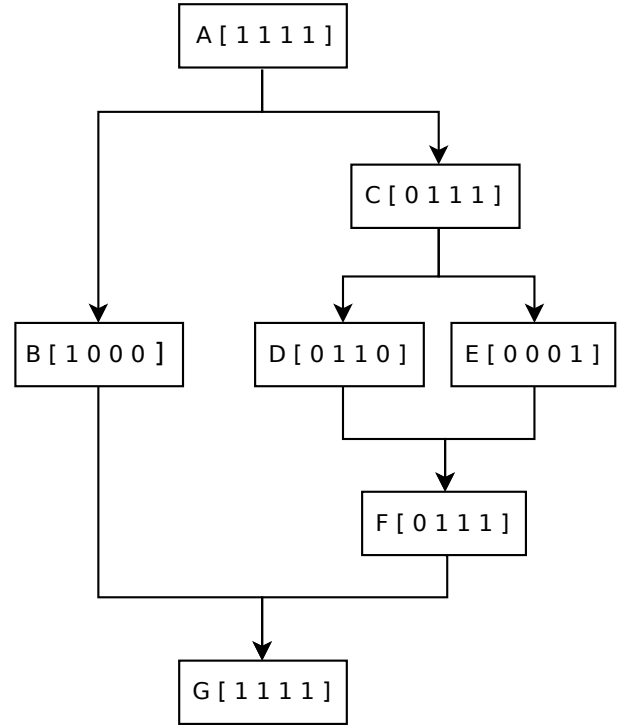 A [ 1 1 1 1 ]
C [ 0 1 1 1 ]
B [ 1 0 0 0 ]
D [ 0 1 1 0 ]
E [ 0 0 0 1 ]
F [ 0 1 1 1 ]
G [ 1 1 1 1 ]